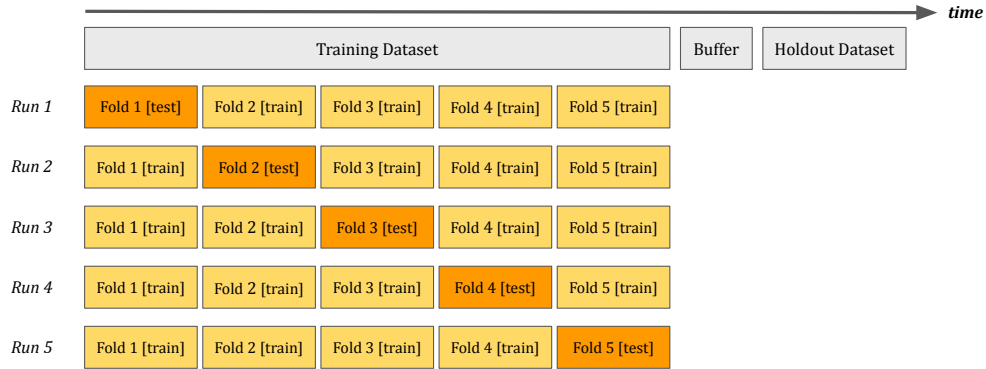 time
Training Dataset Buffer Holdout Dataset
Run 1 Fold 1 [test] Fold 2 [train] Fold 3 [train] Fold 4 [train] Fold 5 [train]
Run 2 Fold 1 [train] Fold 2 [test] Fold 3 [train] Fold 4 [train] Fold 5 [train]
Run 3 Fold 1 [train] Fold 2 [train] Fold 3 [test] Fold 4 [train] Fold 5 [train]
Run 4 Fold 1 [train] Fold 2 [train] Fold 3 [train] Fold 4 [test] Fold 5 [train]
Run 5 Fold 1 [train] Fold 2 [train] Fold 3 [train] Fold 4 [train] Fold 5 [test]